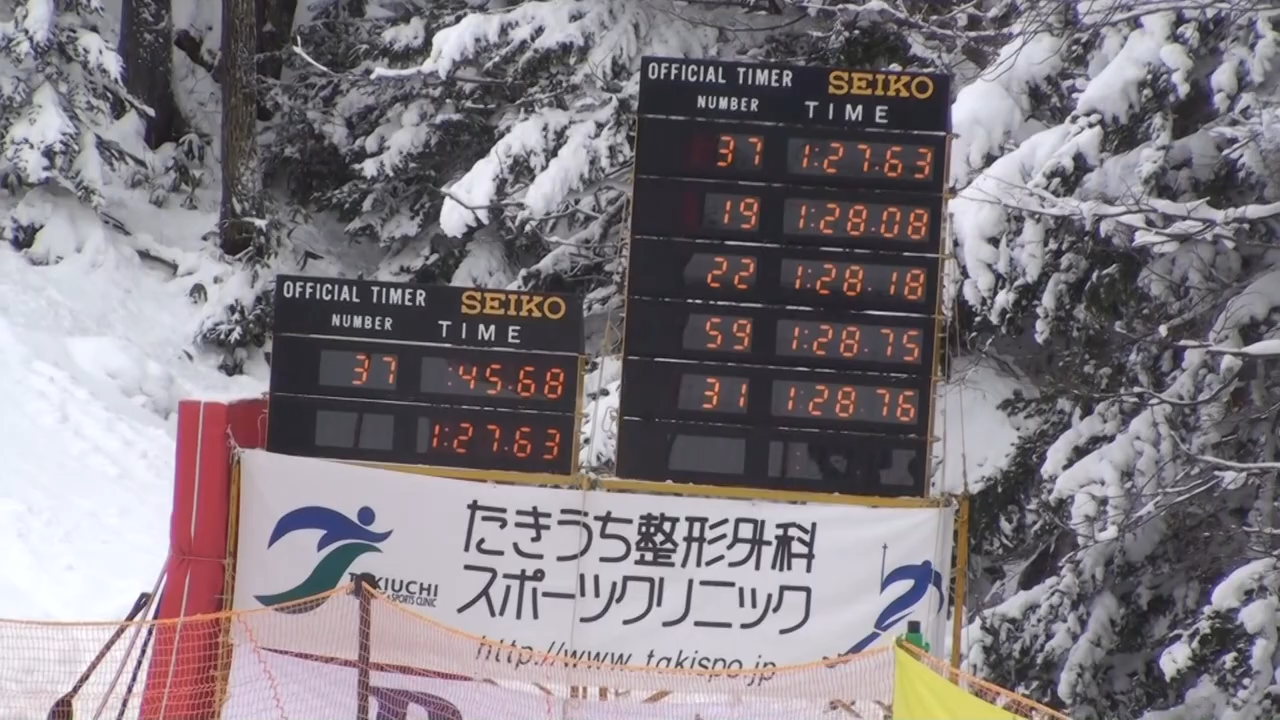 OFFICIAL TIMER SEIKO
NUMBER TIME
37 1:27.63
19 1:28.08
22 1:28.18
59 1:28.75
31 1:28.76
OFFICIAL TIMER SEIKO
NUMBER TIME
37 :45.68
1:27.63
たきうち整形外科
スポーツクリニック
TAKIUCHI
SPORTS CLINIC
http://www.takispo.jp